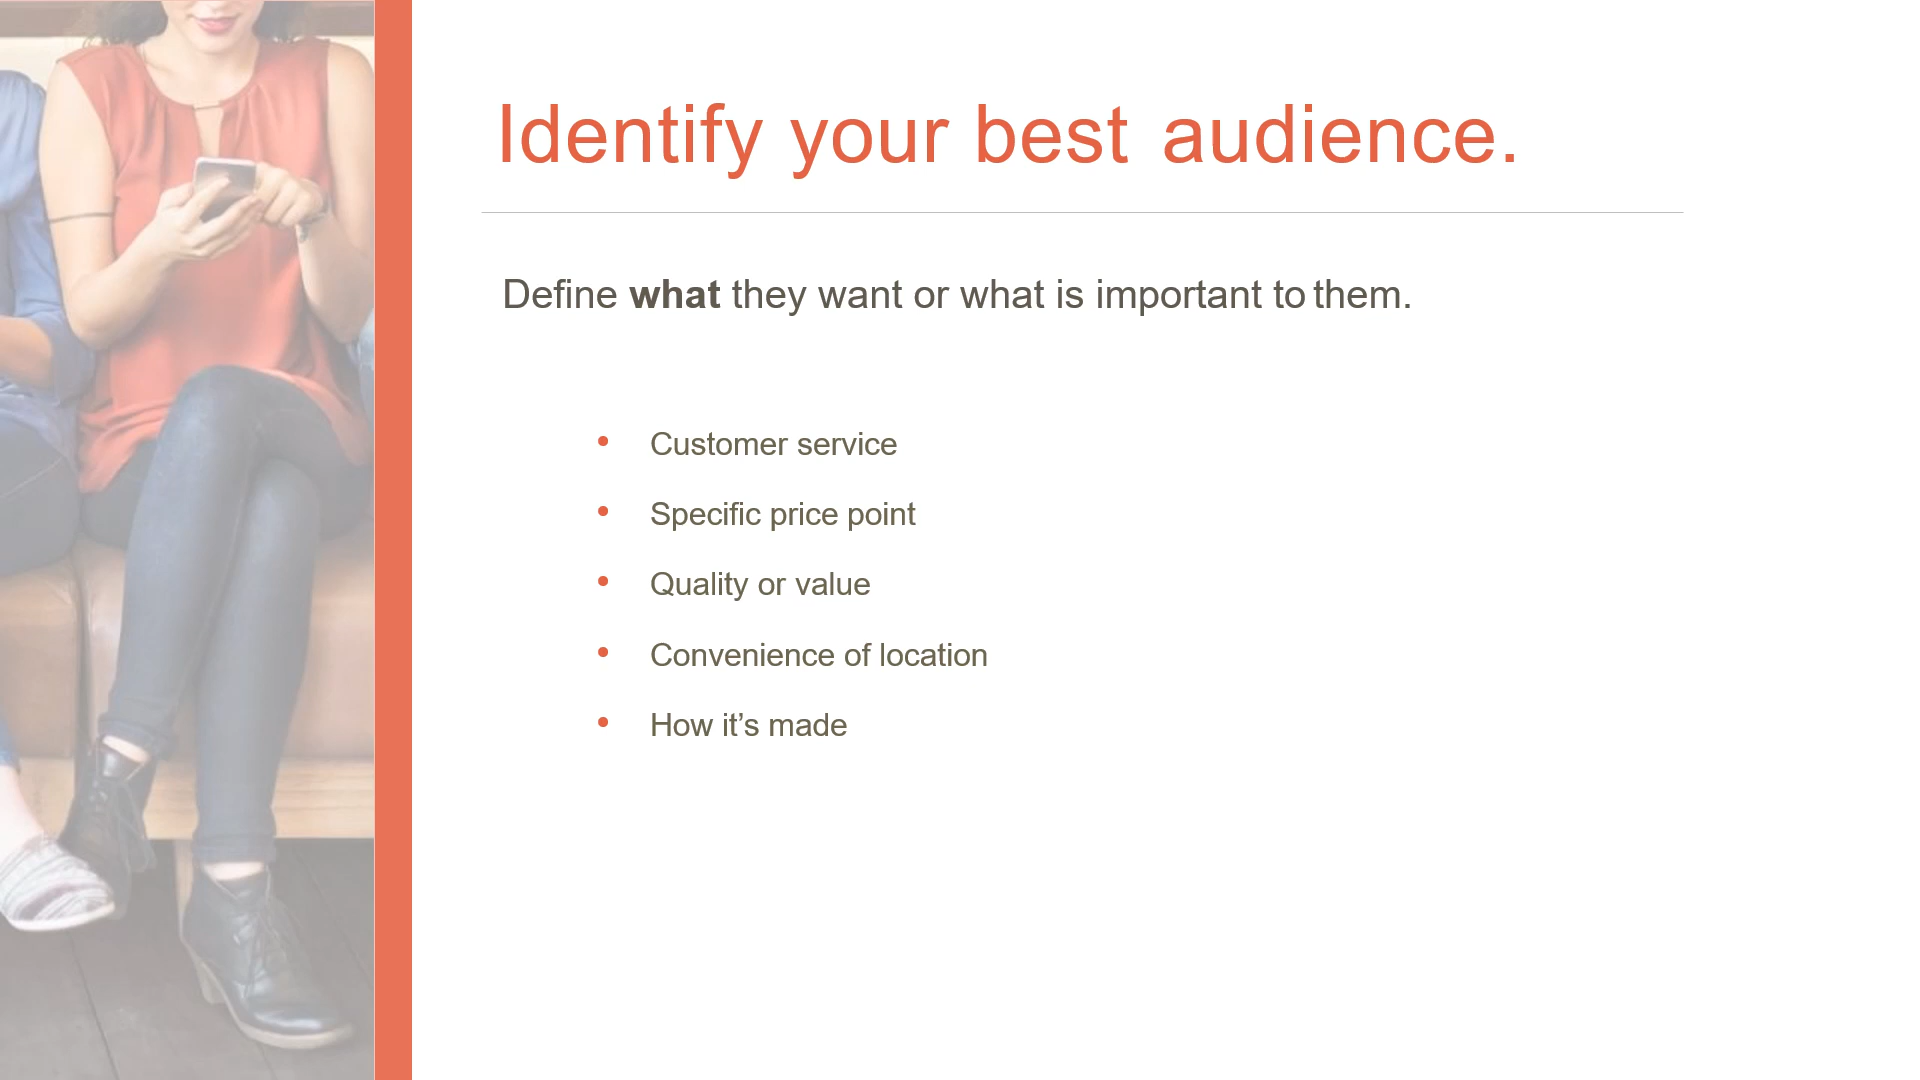 Identify your best audience.
Define what they want or what is important to them.
• Customer service
• Specific price point
• Quality or value
• Convenience of location
• How it’s made